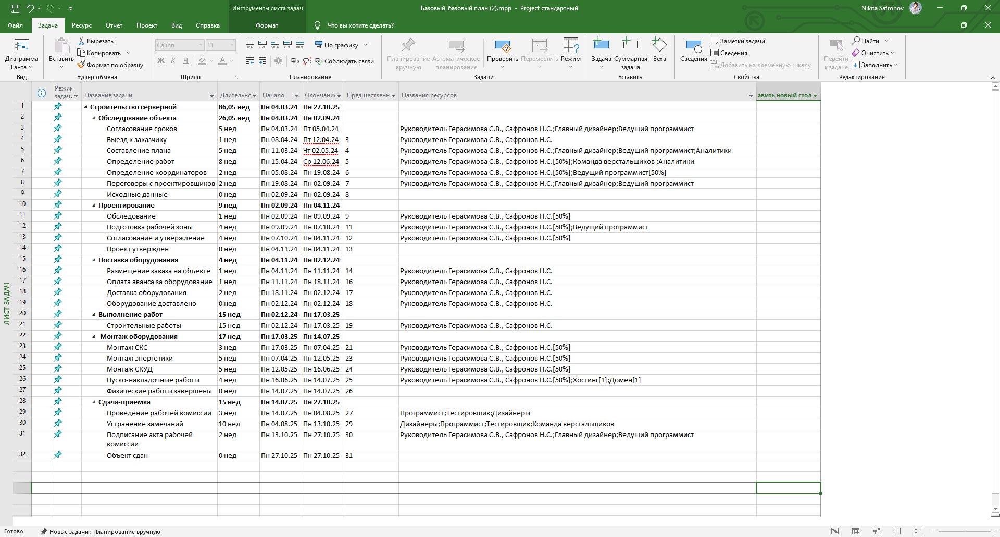 Инструменты листа задач
Базовый_базовый план (2).mpp - Project стандартный
Nikita Safronov
Файл Задача Ресурс Отчет Проект Вид Справка Формат Что вы хотите сделать?
Диаграмма Ганта
Вид
Вставить
Вырезать
Копировать
Формат по образцу
Буфер обмена
Calibri 11
Ж К Ч А
Шрифт
0% 25% 50% 75% 100%
По графику
Соблюдать связи
Планирование
Планирование вручную
Автоматическое планирование
Проверить
Переместить
Режим
Задачи
Задача
Суммарная задача
Веха
Вставить
Сведения
Заметки задачи
Сведения
Добавить на временную шкалу
Свойства
Перейти к задаче
Найти
Очистить
Заполнить
Редактирование
ЛИСТ ЗАДАЧ
Режим задачи Название задачи Длительнс Начало Окончани Предшественн Названия ресурсов авить новый стол
1 Строительство серверной 86,05 нед Пн 04.03.24 Пн 27.10.25
2 Обследрвание объекта 26,05 нед Пн 04.03.24 Пн 02.09.24
3 Согласование сроков 5 нед Пн 04.03.24 Пт 05.04.24 Руководитель Герасимова С.В., Сафронов Н.С.;Главный дизайнер;Ведущий программист
4 Выезд к заказчику 1 нед Пн 08.04.24 Пт 12.04.24 3 Руководитель Герасимова С.В., Сафронов Н.С.
5 Составление плана 5 нед Пн 11.03.24 Чт 02.05.24 4 Руководитель Герасимова С.В., Сафронов Н.С.;Главный дизайнер;Ведущий программист;Аналитики
6 Определение работ 8 нед Пн 15.04.24 Ср 12.06.24 5 Руководитель Герасимова С.В., Сафронов Н.С.[50%];Команда верстальщиков ;Аналитики
7 Определение координаторов 2 нед Пн 05.08.24 Пн 19.08.24 6 Руководитель Герасимова С.В., Сафронов Н.С.[50%];Ведущий программист[50%]
8 Переговоры с проектировщиков 2 нед Пн 19.08.24 Пн 02.09.24 7 Руководитель Герасимова С.В., Сафронов Н.С.;Главный дизайнер;Ведущий программист
9 Исходные данные 0 нед Пн 02.09.24 Пн 02.09.24 8
10 Проектирование 9 нед Пн 02.09.24 Пн 04.11.24
11 Обследование 1 нед Пн 02.09.24 Пн 09.09.24 9 Руководитель Герасимова С.В., Сафронов Н.С.[50%]
12 Подготовка рабочей зоны 4 нед Пн 09.09.24 Пн 07.10.24 11 Руководитель Герасимова С.В., Сафронов Н.С.[50%];Ведущий программист
13 Согласование и утверждение 4 нед Пн 07.10.24 Пн 04.11.24 12 Руководитель Герасимова С.В., Сафронов Н.С.[50%]
14 Проект утвержден 0 нед Пн 04.11.24 Пн 04.11.24 13
15 Поставка оборудования 4 нед Пн 04.11.24 Пн 02.12.24
16 Размещение заказа на объекте 1 нед Пн 04.11.24 Пн 11.11.24 14 Руководитель Герасимова С.В., Сафронов Н.С.
17 Оплата аванса за оборудование 1 нед Пн 11.11.24 Пн 18.11.24 16 Руководитель Герасимова С.В., Сафронов Н.С.
18 Доставка оборудования 2 нед Пн 18.11.24 Пн 02.12.24 17 Руководитель Герасимова С.В., Сафронов Н.С.
19 Оборудование доставлено 0 нед Пн 02.12.24 Пн 02.12.24 18 Руководитель Герасимова С.В., Сафронов Н.С.
20 Выполнение работ 15 нед Пн 02.12.24 Пн 17.03.25
21 Строительные работы 15 нед Пн 02.12.24 Пн 17.03.25 19 Руководитель Герасимова С.В., Сафронов Н.С.
22 Монтаж оборудования 17 нед Пн 17.03.25 Пн 14.07.25
23 Монтаж СКС 3 нед Пн 17.03.25 Пн 07.04.25 21 Руководитель Герасимова С.В., Сафронов Н.С.[50%]
24 Монтаж энергетики 5 нед Пн 07.04.25 Пн 12.05.25 23 Руководитель Герасимова С.В., Сафронов Н.С.[50%]
25 Монтаж СКУД 5 нед Пн 12.05.25 Пн 16.06.25 24 Руководитель Герасимова С.В., Сафронов Н.С.[50%]
26 Пуско-накладочные работы 4 нед Пн 16.06.25 Пн 14.07.25 25 Руководитель Герасимова С.В., Сафронов Н.С.[50%];Хостинг[1];Домен[1]
27 Физические работы завершены 0 нед Пн 14.07.25 Пн 14.07.25 26
28 Сдача-приемка 15 нед Пн 14.07.25 Пн 27.10.25
29 Проведение рабочей комиссии 3 нед Пн 14.07.25 Пн 04.08.25 27 Программист;Тестировщик;Дизайнеры
30 Устранение замечаний 10 нед Пн 04.08.25 Пн 13.10.25 29 Дизайнеры;Программист;Тестировщик;Команда верстальщиков
31 Подписание акта рабочей комиссии 2 нед Пн 13.10.25 Пн 27.10.25 30 Руководитель Герасимова С.В., Сафронов Н.С.;Главный дизайнер;Ведущий программист
32 Объект сдан 0 нед Пн 27.10.25 Пн 27.10.25 31
Готово Новые задачи : Планирование вручную